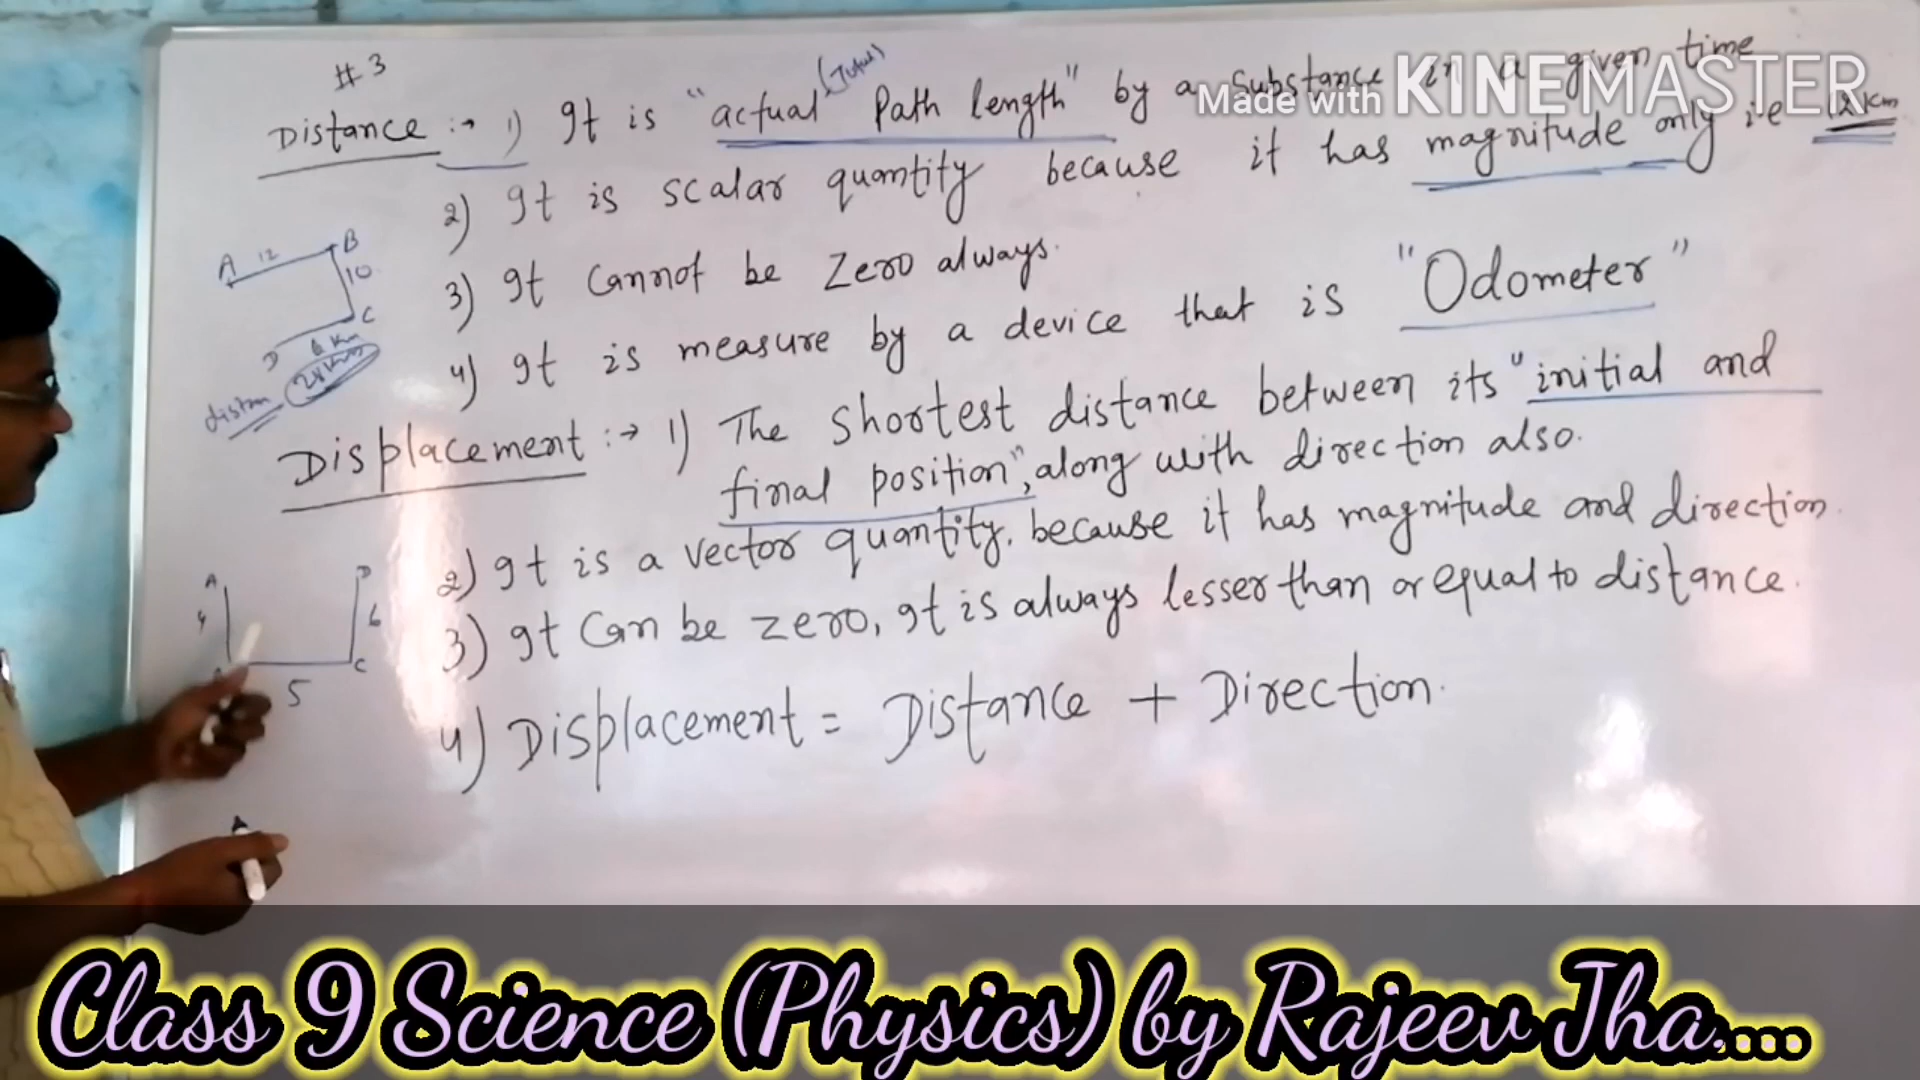 # 3
(Total)
Distance :→ 1) It is "actual Path length" by a Substance in a given time
Made with KINEMASTER
2) It is scalar quantity because it has magnitude only i.e 12 km
3) It Cannot be Zero always.
4) It is measure by a device that is "Odometer"
A 12 B
10
C
D 6 km
28 km
distan
Displacement :→ 1) The Shortest distance between its "initial and
final position", along with direction also.
2) It is a vector quantity. because it has magnitude and direction.
3) It Can be zero, It is always lesser than or equal to distance.
4) Displacement = Distance + Direction.
A D
4 6
C
5
Class 9 Science (Physics) by Rajeev Jha....